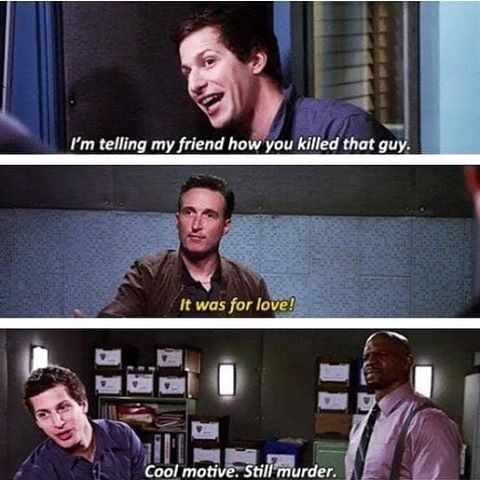 I'm telling my friend how you killed that guy.
It was for love!
Cool motive. Still murder.